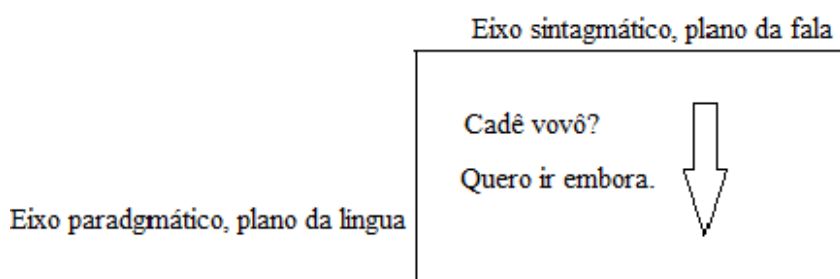 Eixo sintagmático, plano da fala
Cadê vovô?
Quero ir embora.
Eixo paradgmático, plano da língua